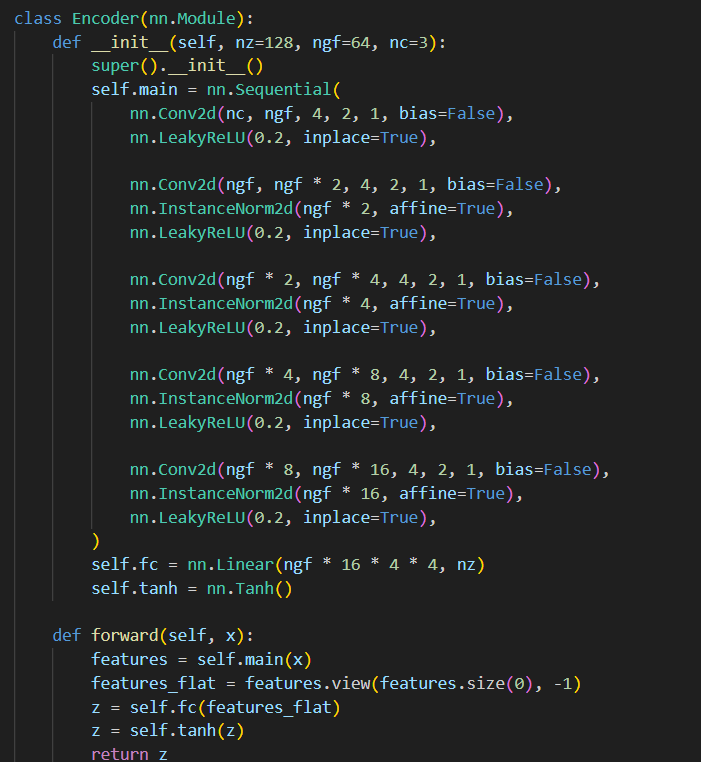 class Encoder(nn.Module):
    def __init__(self, nz=128, ngf=64, nc=3):
        super().__init__()
        self.main = nn.Sequential(
            nn.Conv2d(nc, ngf, 4, 2, 1, bias=False),
            nn.LeakyReLU(0.2, inplace=True),

            nn.Conv2d(ngf, ngf * 2, 4, 2, 1, bias=False),
            nn.InstanceNorm2d(ngf * 2, affine=True),
            nn.LeakyReLU(0.2, inplace=True),

            nn.Conv2d(ngf * 2, ngf * 4, 4, 2, 1, bias=False),
            nn.InstanceNorm2d(ngf * 4, affine=True),
            nn.LeakyReLU(0.2, inplace=True),

            nn.Conv2d(ngf * 4, ngf * 8, 4, 2, 1, bias=False),
            nn.InstanceNorm2d(ngf * 8, affine=True),
            nn.LeakyReLU(0.2, inplace=True),

            nn.Conv2d(ngf * 8, ngf * 16, 4, 2, 1, bias=False),
            nn.InstanceNorm2d(ngf * 16, affine=True),
            nn.LeakyReLU(0.2, inplace=True),
        )
        self.fc = nn.Linear(ngf * 16 * 4 * 4, nz)
        self.tanh = nn.Tanh()

    def forward(self, x):
        features = self.main(x)
        features_flat = features.view(features.size(0), -1)
        z = self.fc(features_flat)
        z = self.tanh(z)
        return z